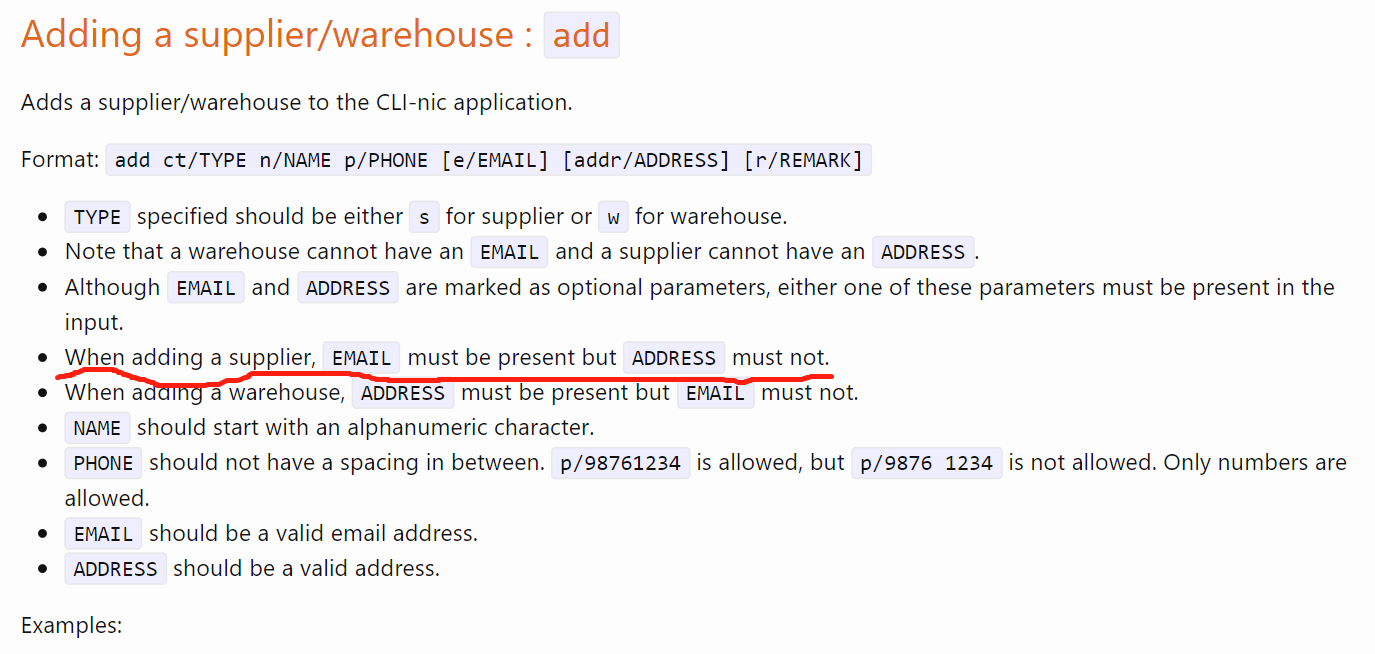 Adding a supplier/warehouse : add
Adds a supplier/warehouse to the CLI-nic application.
Format: add ct/TYPE n/NAME p/PHONE [e/EMAIL] [addr/ADDRESS] [r/REMARK]
• TYPE specified should be either s for supplier or w for warehouse.
• Note that a warehouse cannot have an EMAIL and a supplier cannot have an ADDRESS.
• Although EMAIL and ADDRESS are marked as optional parameters, either one of these parameters must be present in the
input.
• When adding a supplier, EMAIL must be present but ADDRESS must not.
• When adding a warehouse, ADDRESS must be present but EMAIL must not.
• NAME should start with an alphanumeric character.
• PHONE should not have a spacing in between. p/98761234 is allowed, but p/9876 1234 is not allowed. Only numbers are
allowed.
• EMAIL should be a valid email address.
• ADDRESS should be a valid address.
Examples: